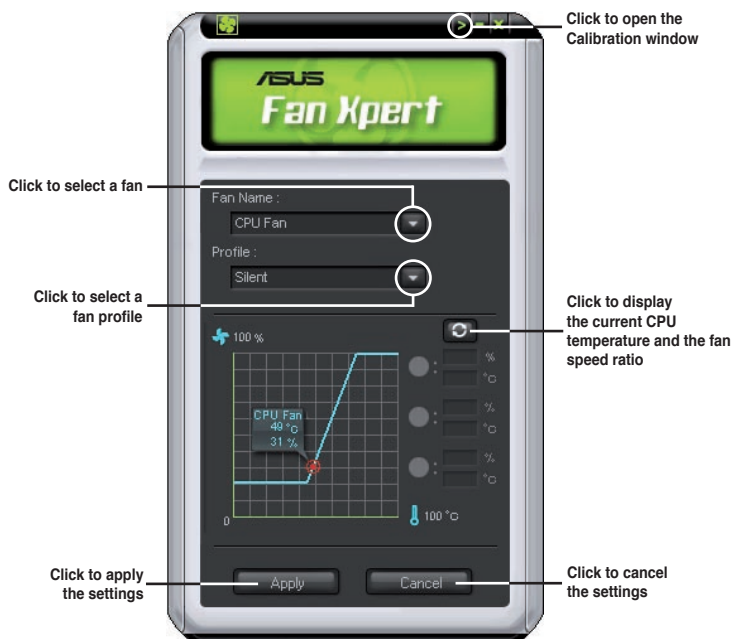 Click to open the
Calibration window
ASUS
Fan Xpert
Click to select a fan
Fan Name :
CPU Fan
Profile :
Silent
Click to select a
fan profile
Click to display
the current CPU
temperature and the fan
speed ratio
100 %
%
°C
CPU Fan
49 °C
31 %
%
°C
%
°C
0
100 °C
Click to apply
the settings
Apply
Cancel
Click to cancel
the settings